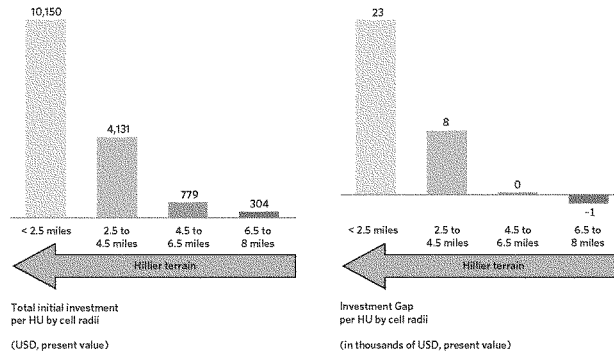 10,150
4,131
779
304
< 2.5 miles
2.5 to
4.5 miles
4.5 to
6.5 miles
6.5 to
8 miles
Hillier terrain
Total initial investment
per HU by cell radii
(USD, present value)
23
8
0
-1
< 2.5 miles
2.5 to
4.5 miles
4.5 to
6.5 miles
6.5 to
8 miles
Hillier terrain
Investment Gap
per HU by cell radii
(in thousands of USD, present value)